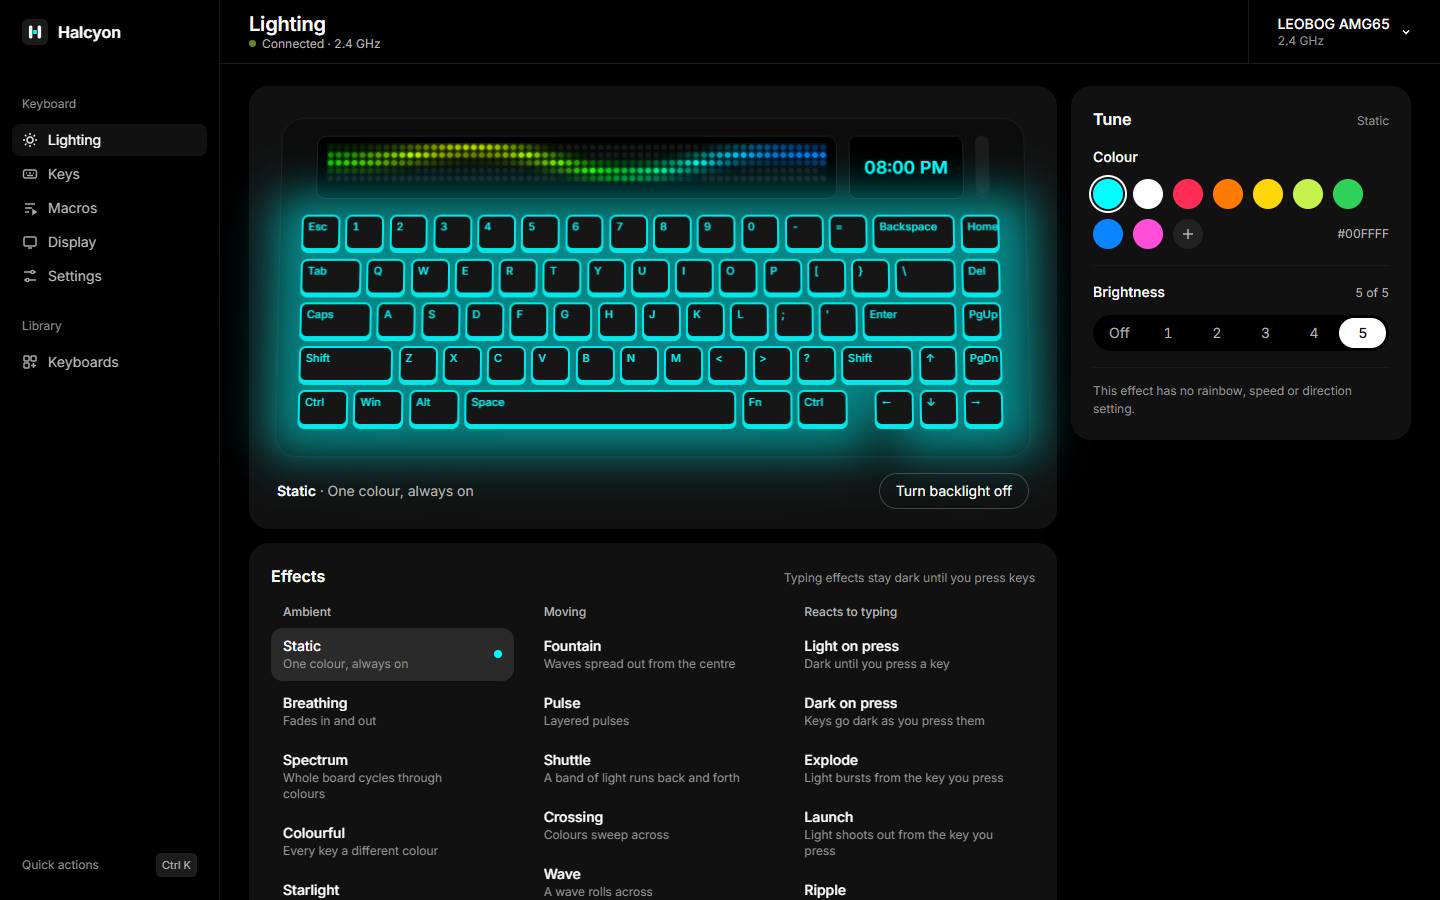 Halcyon
Lighting
Connected · 2.4 GHz
LEOBOG AMG65
2.4 GHz
Keyboard
Lighting
Keys
Macros
Display
Settings
Library
Keyboards
Quick actions
Ctrl K
08:00 PM
Esc 1 2 3 4 5 6 7 8 9 0 - = Backspace Home
Tab Q W E R T Y U I O P [ } \ Del
Caps A S D F G H J K L ; ' Enter PgUp
Shift Z X C V B N M < > ? Shift ↑ PgDn
Ctrl Win Alt Space Fn Ctrl ← ↓ →
Static · One colour, always on
Turn backlight off
Tune
Static
Colour
+
#00FFFF
Brightness
5 of 5
Off 1 2 3 4 5
This effect has no rainbow, speed or direction
setting.
Effects
Typing effects stay dark until you press keys
Ambient
Static
One colour, always on
Breathing
Fades in and out
Spectrum
Whole board cycles through
colours
Colourful
Every key a different colour
Starlight
Moving
Fountain
Waves spread out from the centre
Pulse
Layered pulses
Shuttle
A band of light runs back and forth
Crossing
Colours sweep across
Wave
A wave rolls across
Reacts to typing
Light on press
Dark until you press a key
Dark on press
Keys go dark as you press them
Explode
Light bursts from the key you press
Launch
Light shoots out from the key you
press
Ripple